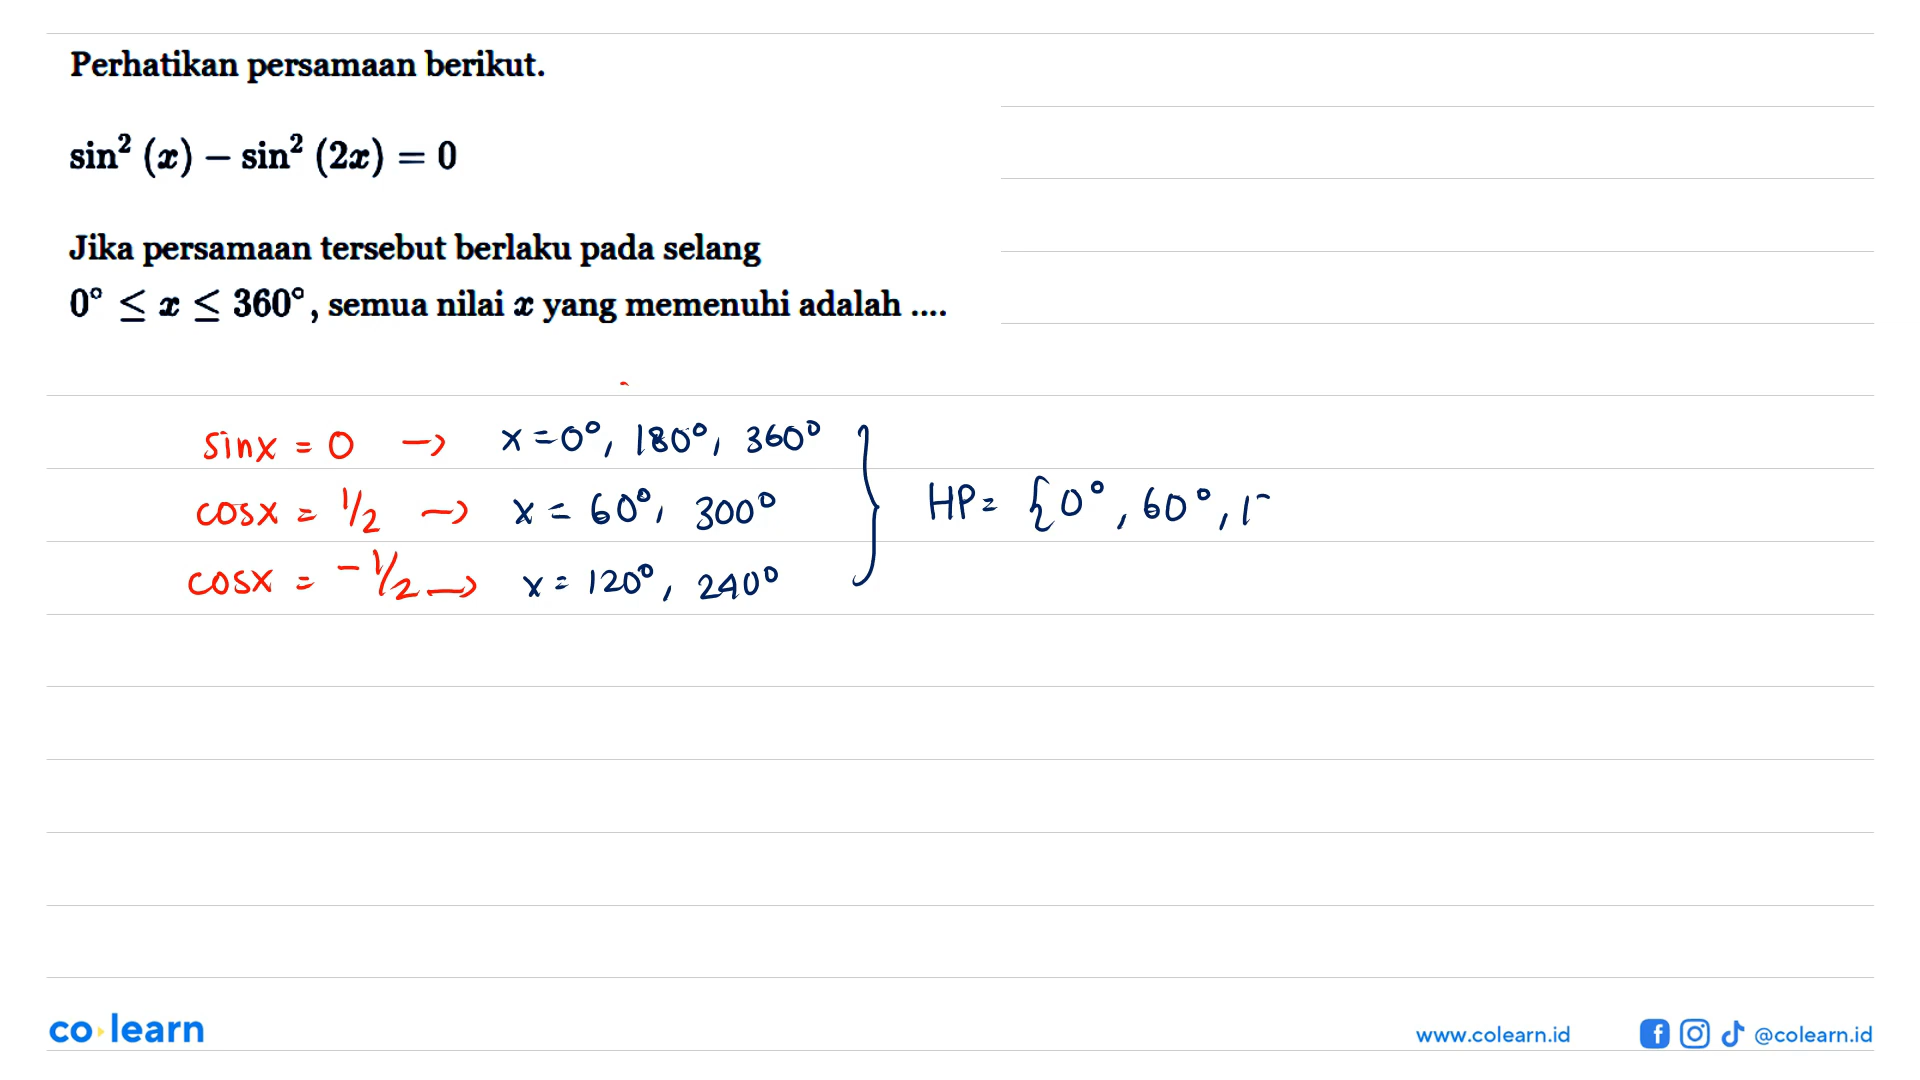 Perhatikan persamaan berikut.
sin² (x) − sin² (2x) = 0
Jika persamaan tersebut berlaku pada selang
0° ≤ x ≤ 360°, semua nilai x yang memenuhi adalah ....
sinx = 0 → x = 0°, 180°, 360°
cosx = 1/2 → x = 60°, 300°
cosx = -1/2 → x = 120°, 240°
HP = {0°, 60°, 1
co learn
www.colearn.id
@colearn.id